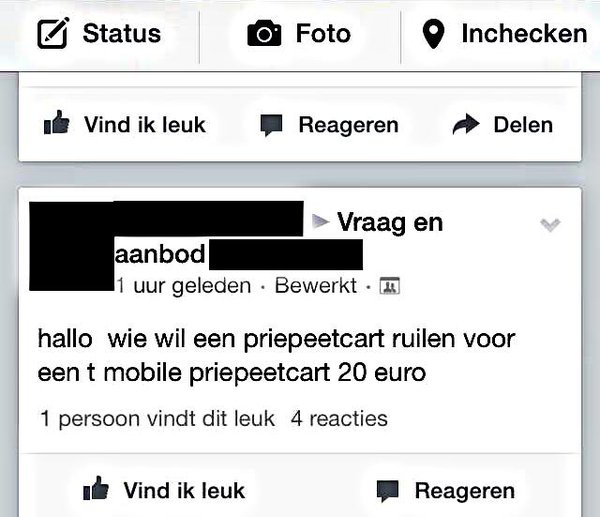 Status Foto Inchecken
Vind ik leuk Reageren Delen
Vraag en
aanbod
1 uur geleden · Bewerkt ·
hallo wie wil een priepeetcart ruilen voor
een t mobile priepeetcart 20 euro
1 persoon vindt dit leuk 4 reacties
Vind ik leuk Reageren